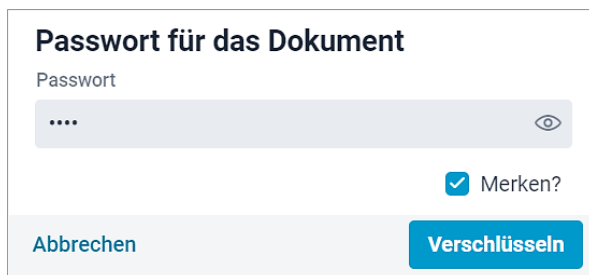 Passwort für das Dokument
Passwort
••••
Merken?
Abbrechen Verschlüsseln